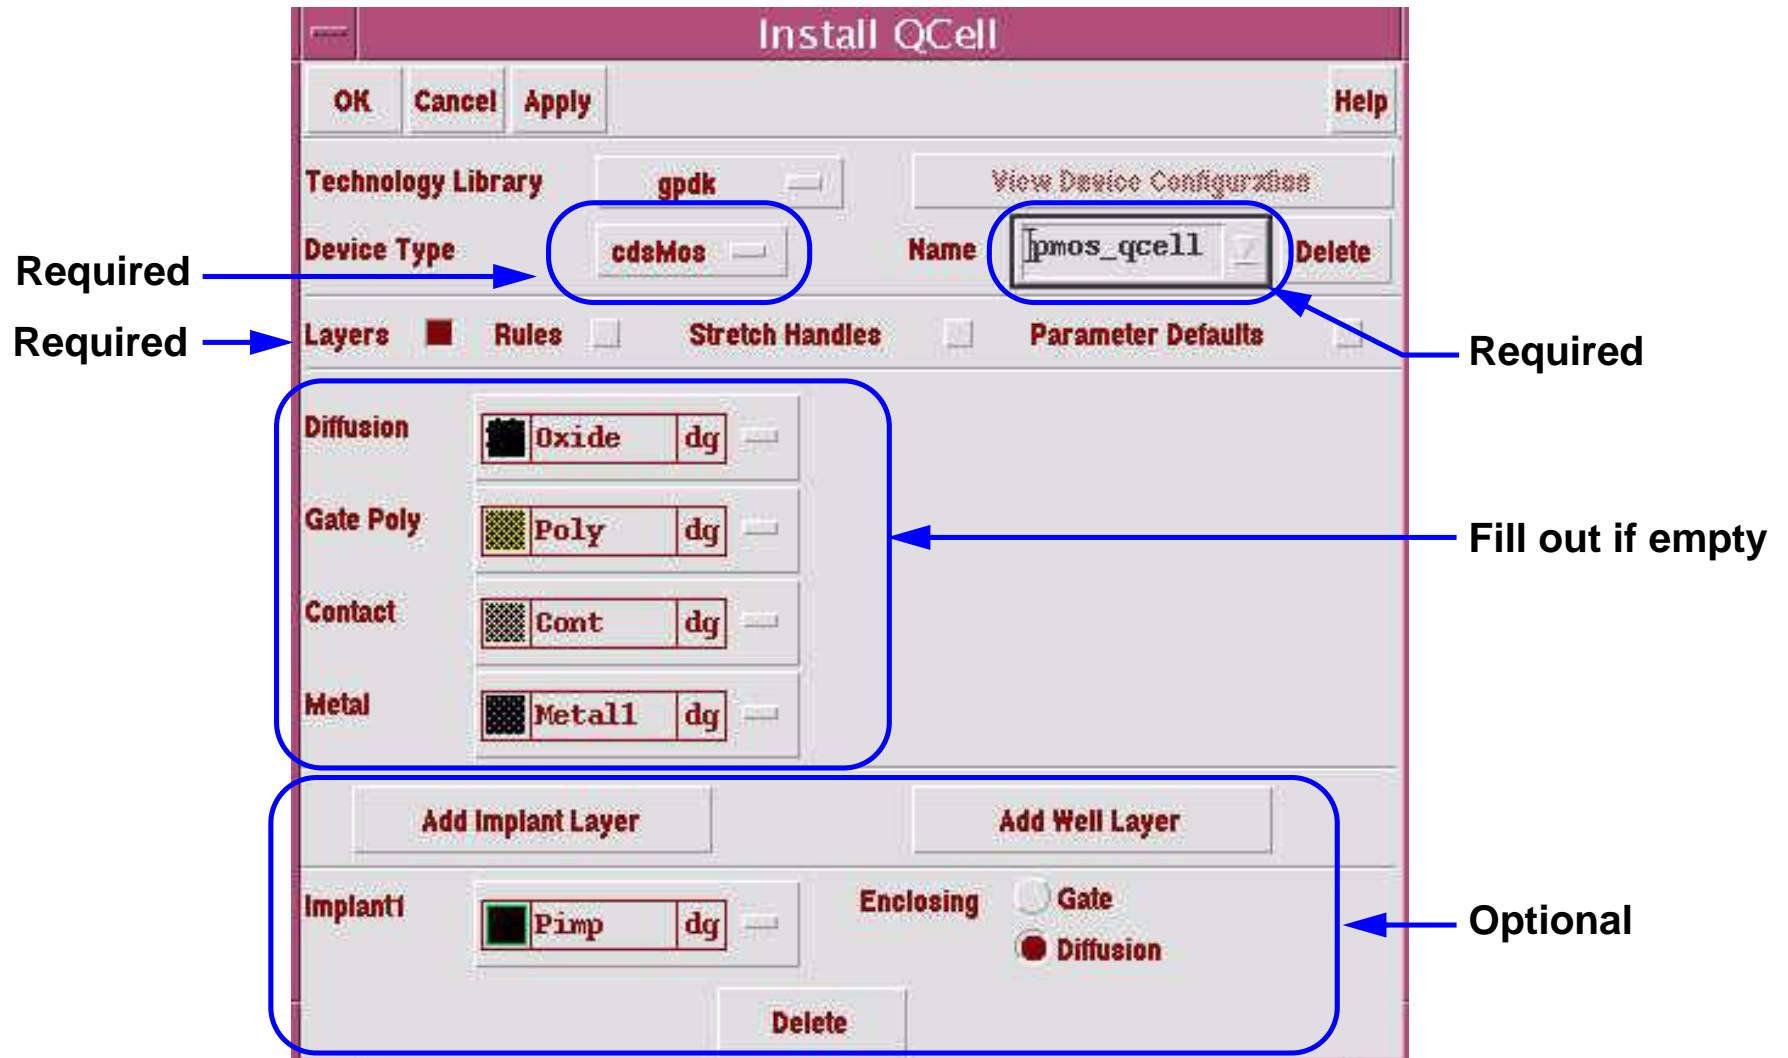 Install QCell
OK Cancel Apply Help
Technology Library gpdk View Device Configuration
Device Type cdsMos Name pmos_qcell Delete
Required
Layers Rules Stretch Handles Parameter Defaults
Required
Required
Diffusion Oxide dg
Gate Poly Poly dg
Fill out if empty
Contact Cont dg
Metal Metal1 dg
Add Implant Layer Add Well Layer
Implant1 Pimp dg Enclosing Gate
Diffusion
Optional
Delete